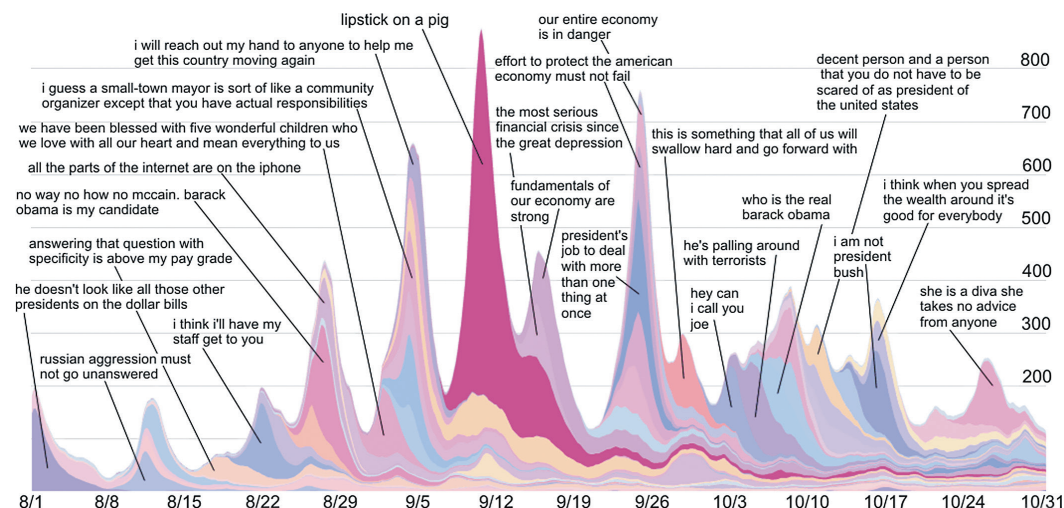 lipstick on a pig
our entire economy
is in danger
i will reach out my hand to anyone to help me
get this country moving again
effort to protect the american
economy must not fail
decent person and a person
that you do not have to be
scared of as president of
the united states
i guess a small-town mayor is sort of like a community
organizer except that you have actual responsibilities
the most serious
financial crisis since
the great depression
we have been blessed with five wonderful children who
we love with all our heart and mean everything to us
this is something that all of us will
swallow hard and go forward with
all the parts of the internet are on the iphone
fundamentals of
our economy are
strong
i think when you spread
the wealth around it's
good for everybody
no way no how no mccain. barack
obama is my candidate
who is the real
barack obama
president's
job to deal
with more
than one
thing at
once
answering that question with
specificity is above my pay grade
he's palling around
with terrorists
i am not
president
bush
he doesn't look like all those other
presidents on the dollar bills
hey can
i call you
joe
she is a diva she
takes no advice
from anyone
i think i'll have my
staff get to you
russian aggression must
not go unanswered
800
700
600
500
400
300
200
8/1
8/8
8/15
8/22
8/29
9/5
9/12
9/19
9/26
10/3
10/10
10/17
10/24
10/31